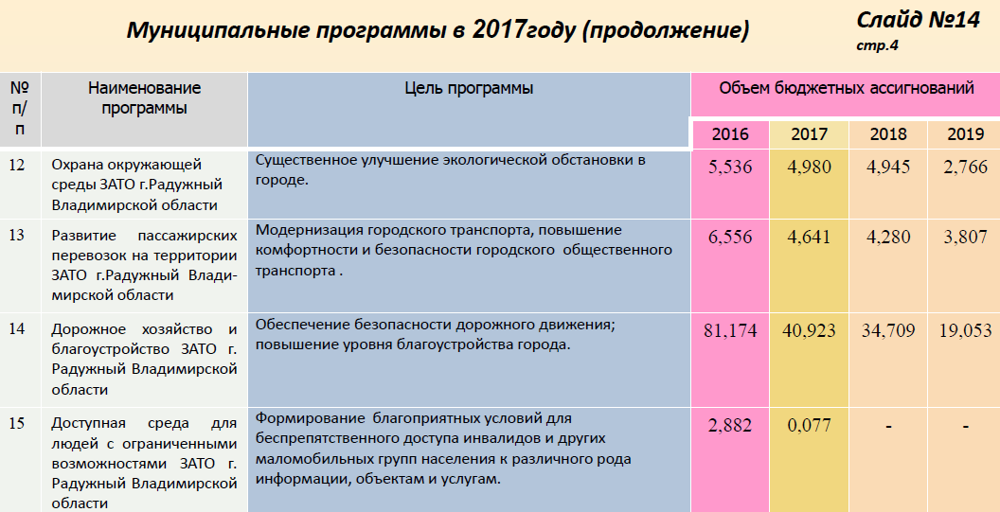 Муниципальные программы в 2017году (продолжение)
Слайд №14
стр.4
№
п/
п
Наименование
программы
Цель программы
Объем бюджетных ассигнований
2016
2017
2018
2019
12
Охрана окружающей
среды ЗАТО г.Радужный
Владимирской области
Существенное улучшение экологической обстановки в
городе.
5,536
4,980
4,945
2,766
13
Развитие пассажирских
перевозок на территории
ЗАТО г.Радужный Влади-
мирской области
Модернизация городского транспорта, повышение
комфортности и безопасности городского общественного
транспорта .
6,556
4,641
4,280
3,807
14
Дорожное хозяйство и
благоустройство ЗАТО г.
Радужный Владимирской
области
Обеспечение безопасности дорожного движения;
повышение уровня благоустройства города.
81,174
40,923
34,709
19,053
15
Доступная среда для
людей с ограниченными
возможностями ЗАТО г.
Радужный Владимирской
области
Формирование благоприятных условий для
беспрепятственного доступа инвалидов и других
маломобильных групп населения к различного рода
информации, объектам и услугам.
2,882
0,077
-
-